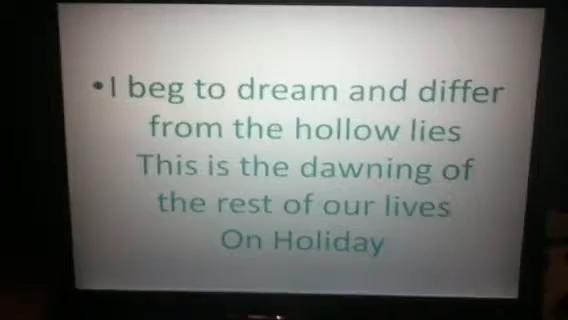 •I beg to dream and differ
from the hollow lies
This is the dawning of
the rest of our lives
On Holiday